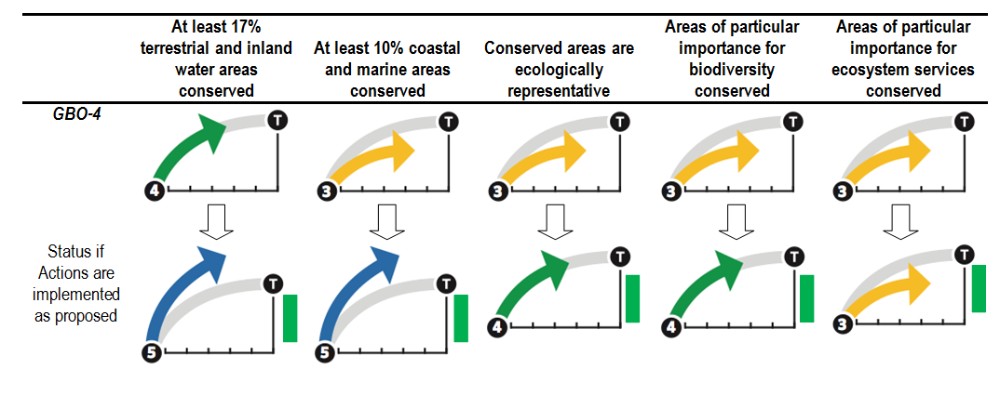 At least 17%
terrestrial and inland
water areas
conserved
At least 10% coastal
and marine areas
conserved
Conserved areas are
ecologically
representative
Areas of particular
importance for
biodiversity
conserved
Areas of particular
importance for
ecosystem services
conserved
GBO-4
T
4
T
3
T
3
T
3
T
3
Status if
Actions are
implemented
as proposed
T
5
T
5
T
4
T
4
T
3